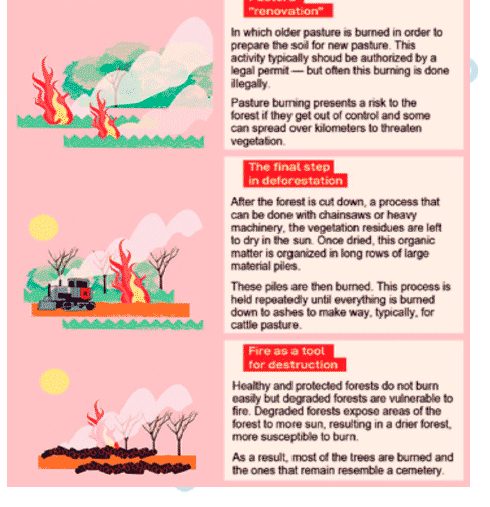 "renovation"
In which older pasture is burned in order to
prepare the soil for new pasture. This
activity typically shoud be authorized by a
legal permit — but often this burning is done
illegally.
Pasture burning presents a risk to the
forest if they get out of control and some
can spread over kilometers to threaten
vegetation.
The final step
in deforestation
After the forest is cut down, a process that
can be done with chainsaws or heavy
machinery, the vegetation residues are left
to dry in the sun. Once dried, this organic
matter is organized in long rows of large
material piles.
These piles are then burned. This process is
held repeatedly until everything is burned
down to ashes to make way, typically, for
cattle pasture.
Fire as a tool
for destruction
Healthy and protected forests do not burn
easily but degraded forests are vulnerable to
fire. Degraded forests expose areas of the
forest to more sun, resulting in a drier forest,
more susceptible to burn.
As a result, most of the trees are burned and
the ones that remain resemble a cemetery.